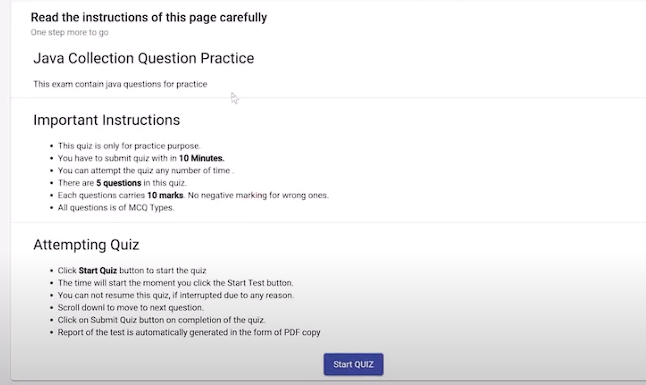 Read the instructions of this page carefully
One step more to go
Java Collection Question Practice
This exam contain java questions for practice
Important Instructions
• This quiz is only for practice purpose.
• You have to submit quiz with in 10 Minutes.
• You can attempt the quiz any number of time .
• There are 5 questions in this quiz.
• Each questions carries 10 marks. No negative marking for wrong ones.
• All questions is of MCQ Types.
Attempting Quiz
• Click Start Quiz button to start the quiz
• The time will start the moment you click the Start Test button.
• You can not resume this quiz, if interrupted due to any reason.
• Scroll downl to move to next question.
• Click on Submit Quiz button on completion of the quiz.
• Report of the test is automatically generated in the form of PDF copy
Start QUIZ